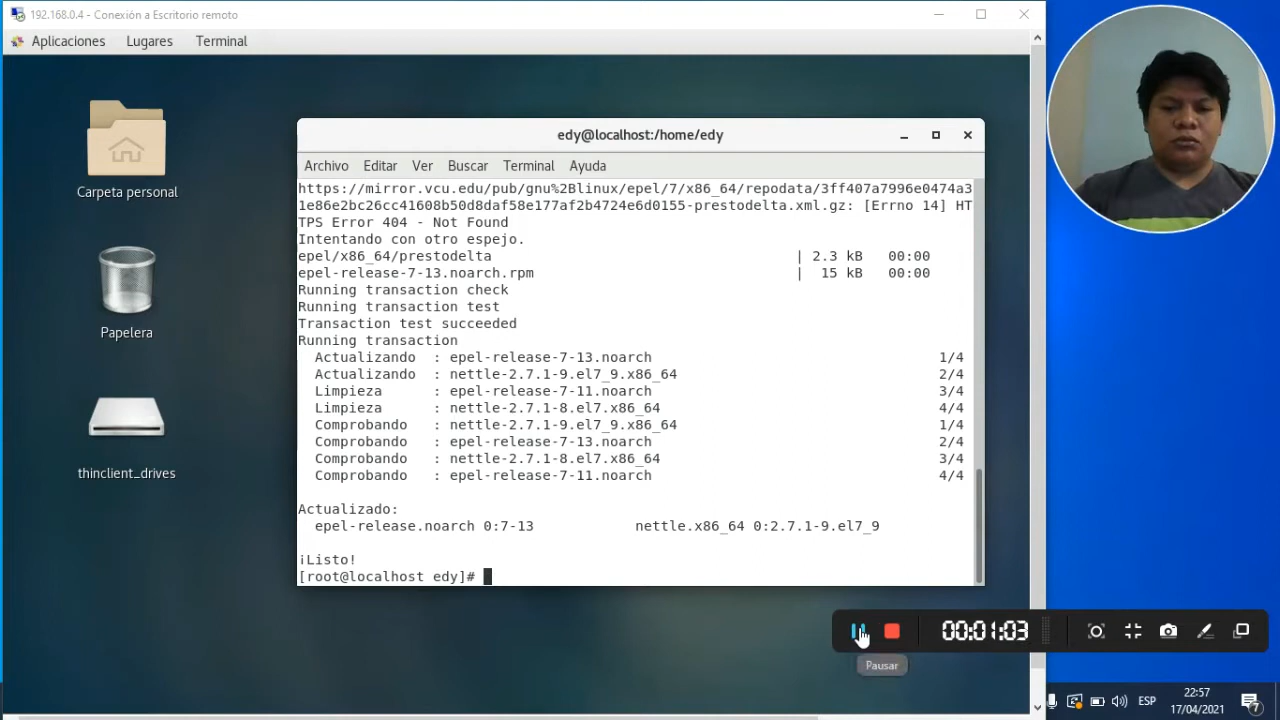 192.168.0.4 - Conexión a Escritorio remoto
Aplicaciones Lugares Terminal
Carpeta personal
Papelera
thinclient_drives
edy@localhost:/home/edy
Archivo Editar Ver Buscar Terminal Ayuda
https://mirror.vcu.edu/pub/gnu%2Blinux/epel/7/x86_64/repodata/3ff407a7996e0474a3
1e86e2bc26cc41608b50d8daf58e177af2b4724e6d0155-prestodelta.xml.gz: [Errno 14] HT
TPS Error 404 - Not Found
Intentando con otro espejo.
epel/x86_64/prestodelta | 2.3 kB 00:00
epel-release-7-13.noarch.rpm | 15 kB 00:00
Running transaction check
Running transaction test
Transaction test succeeded
Running transaction
Actualizando : epel-release-7-13.noarch 1/4
Actualizando : nettle-2.7.1-9.el7_9.x86_64 2/4
Limpieza : epel-release-7-11.noarch 3/4
Limpieza : nettle-2.7.1-8.el7.x86_64 4/4
Comprobando : nettle-2.7.1-9.el7_9.x86_64 1/4
Comprobando : epel-release-7-13.noarch 2/4
Comprobando : nettle-2.7.1-8.el7.x86_64 3/4
Comprobando : epel-release-7-11.noarch 4/4
Actualizado:
epel-release.noarch 0:7-13 nettle.x86_64 0:2.7.1-9.el7_9
¡Listo!
[root@localhost edy]#
00:01:03
Pausar
ESP
22:57
17/04/2021
7